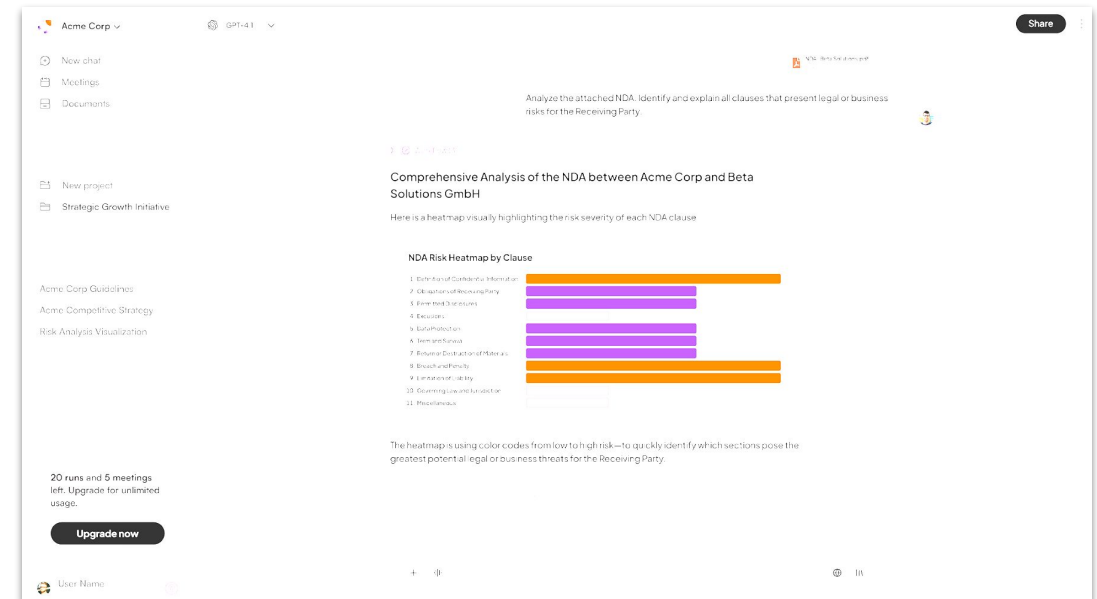 Acme Corp
GPT-4.1
Share
New chat
Meetings
Documents
New project
Strategic Growth Initiative
Acme Corp Guidelines
Acme Competitive Strategy
Risk Analysis Visualization
20 runs and 5 meetings
left. Upgrade for unlimited
usage.
Upgrade now
User Name
NDA Beta Solutions.pdf
Analyze the attached NDA. Identify and explain all clauses that present legal or business
risks for the Receiving Party.
Comprehensive Analysis of the NDA between Acme Corp and Beta
Solutions GmbH
Here is a heatmap visually highlighting the risk severity of each NDA clause
NDA Risk Heatmap by Clause
1 Definition of Confidential Information
2 Obligations of Receiving Party
3 Permitted Disclosures
4 Exclusions
5 Data Protection
6 Term and Survival
7 Return or Destruction of Materials
8 Breach and Penalty
9 Limitation of Liability
10 Governing Law and Jurisdiction
11 Miscellaneous
The heatmap is using color codes from low to high risk—to quickly identify which sections pose the
greatest potential legal or business threats for the Receiving Party.